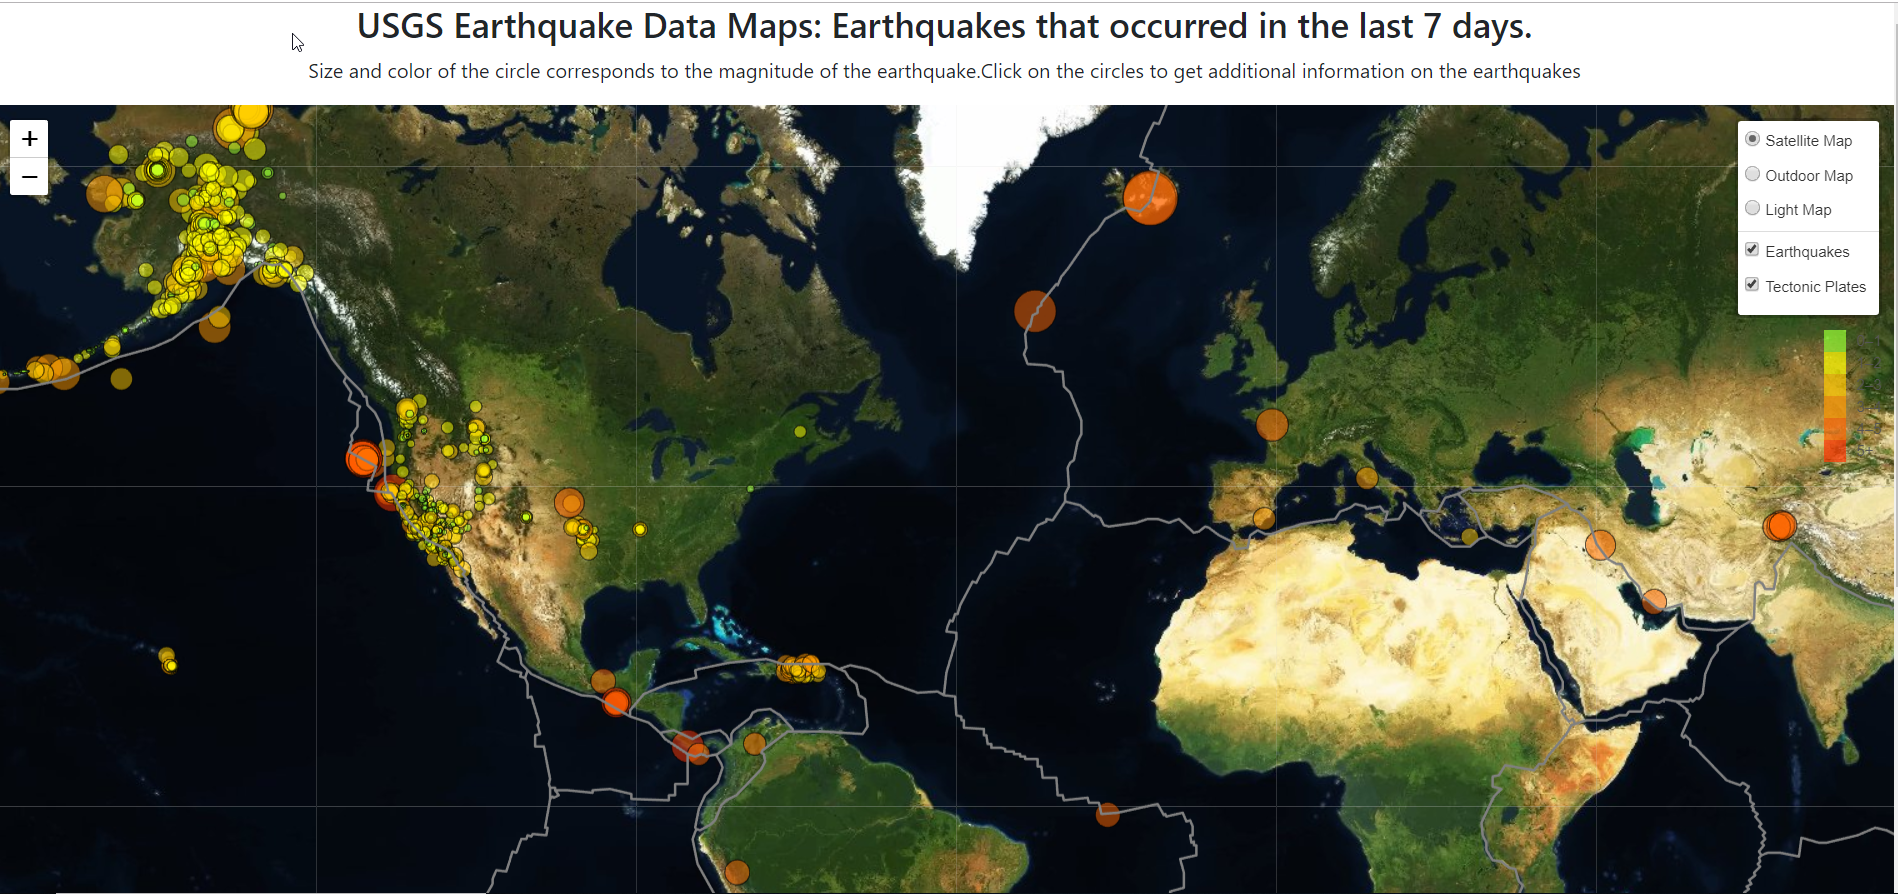 USGS Earthquake Data Maps: Earthquakes that occurred in the last 7 days.
Size and color of the circle corresponds to the magnitude of the earthquake.Click on the circles to get additional information on the earthquakes
+
−
Satellite Map
Outdoor Map
Light Map
Earthquakes
Tectonic Plates